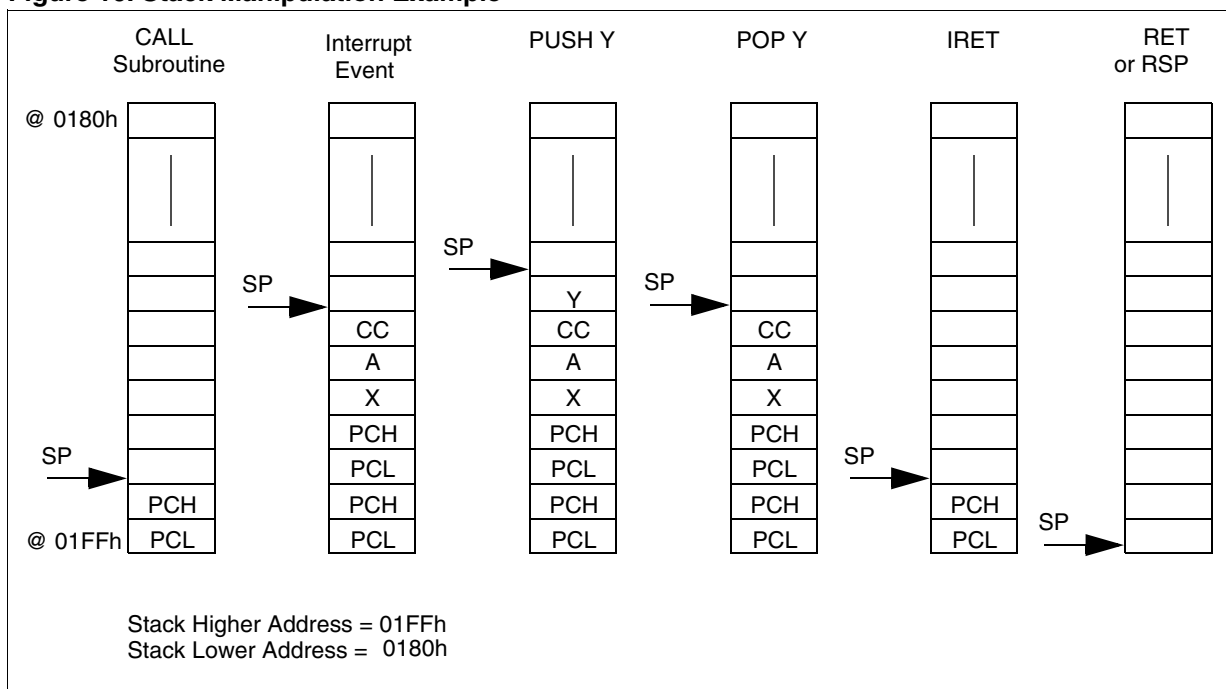 Figure 10. Stack Manipulation Example
CALL Subroutine
Interrupt Event
PUSH Y
POP Y
IRET
RET or RSP
@ 0180h
SP
SP
SP
Y
CC
CC
CC
A
A
A
X
X
X
PCH
PCH
PCH
SP
PCL
PCL
PCL
SP
PCH
PCH
PCH
PCH
PCH
@ 01FFh
PCL
PCL
PCL
PCL
PCL
SP
Stack Higher Address = 01FFh
Stack Lower Address = 0180h